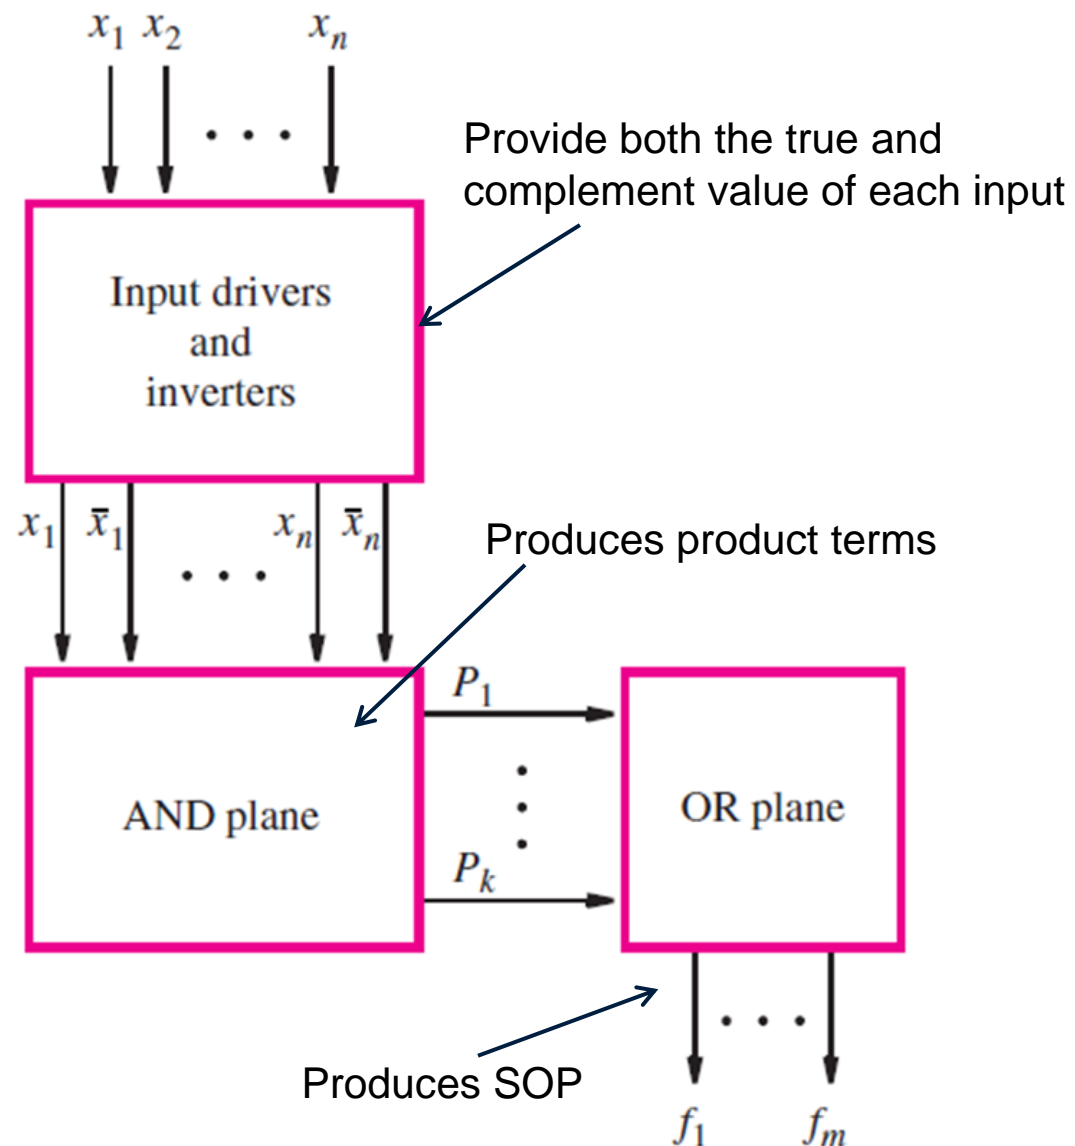 x₁ x₂ xₙ
Provide both the true and
complement value of each input
Input drivers
and
inverters
x₁ x̄₁ xₙ x̄ₙ
Produces product terms
P₁
AND plane
OR plane
Pₖ
Produces SOP
f₁ fₘ